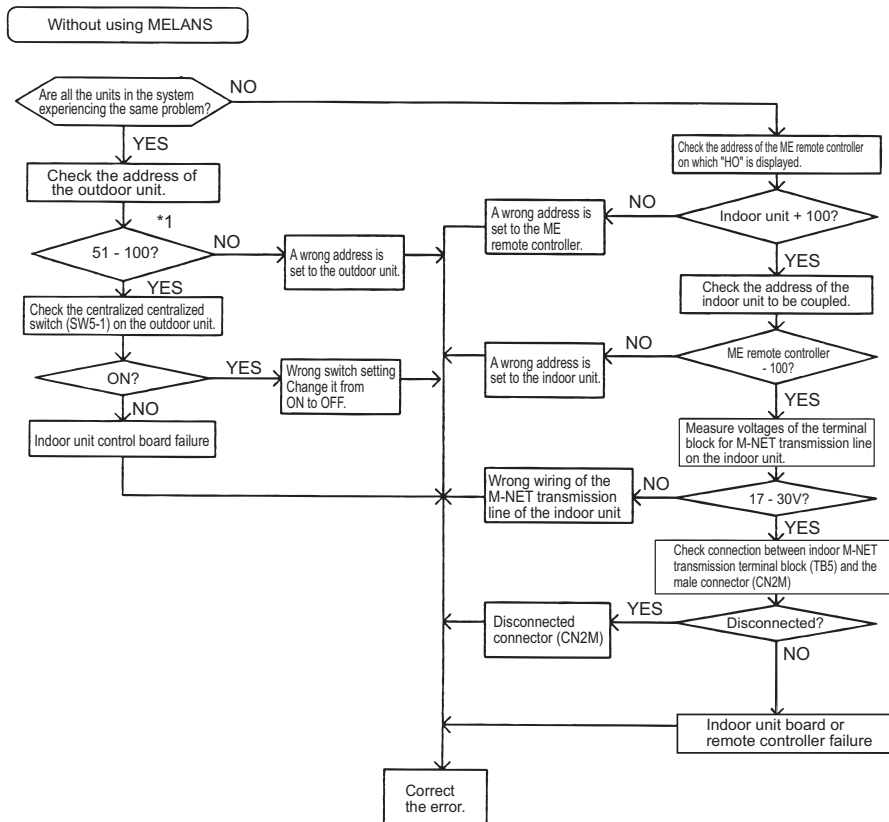 Without using MELANS
Are all the units in the system
experiencing the same problem?
NO
YES
Check the address of
the outdoor unit.
*1
51 - 100?
NO
A wrong address is
set to the outdoor unit.
YES
Check the centralized centralized
switch (SW5-1) on the outdoor unit.
ON?
YES
Wrong switch setting
Change it from
ON to OFF.
NO
Indoor unit control board failure
Check the address of the ME remote controller
on which "HO" is displayed.
Indoor unit + 100?
NO
A wrong address is
set to the ME
remote controller.
YES
Check the address of the
indoor unit to be coupled.
ME remote controller
- 100?
NO
A wrong address is
set to the indoor unit.
YES
Measure voltages of the terminal
block for M-NET transmission line
on the indoor unit.
17 - 30V?
NO
Wrong wiring of the
M-NET transmission
line of the indoor unit
YES
Check connection between indoor M-NET
transmission terminal block (TB5) and the
male connector (CN2M)
Disconnected?
YES
Disconnected
connector (CN2M)
NO
Indoor unit board or
remote controller failure
Correct
the error.